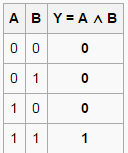 A B Y = A ∧ B
0 0 0
0 1 0
1 0 0
1 1 1